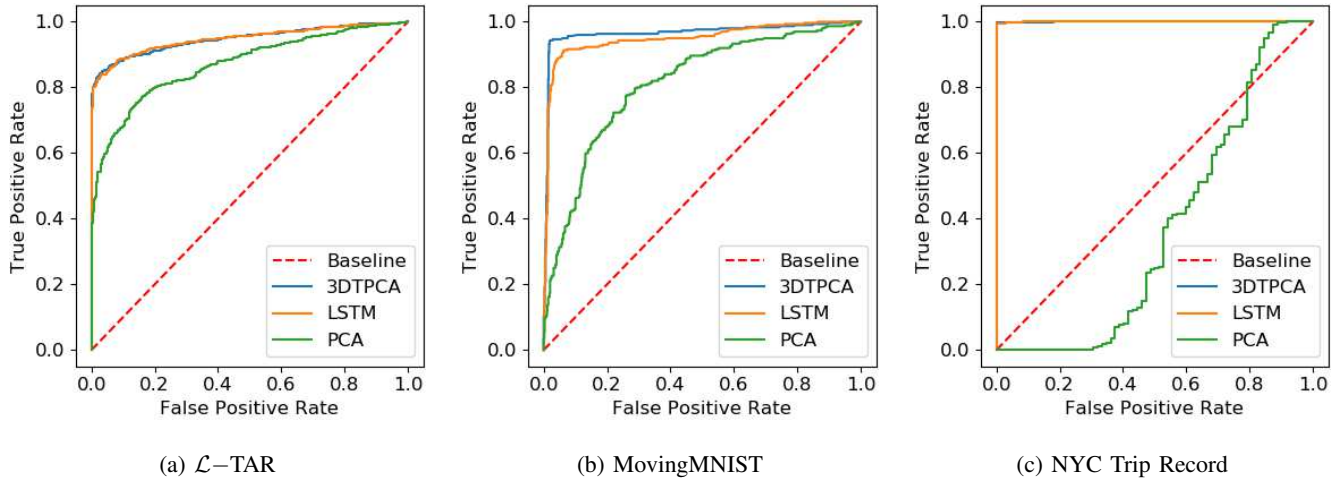 1.0
0.8
0.6
0.4
0.2
0.0
True Positive Rate
0.0 0.2 0.4 0.6 0.8 1.0
False Positive Rate
Baseline
3DTPCA
LSTM
PCA
(a) ℒ−TAR
1.0
0.8
0.6
0.4
0.2
0.0
True Positive Rate
0.0 0.2 0.4 0.6 0.8 1.0
False Positive Rate
Baseline
3DTPCA
LSTM
PCA
(b) MovingMNIST
1.0
0.8
0.6
0.4
0.2
0.0
True Positive Rate
0.0 0.2 0.4 0.6 0.8 1.0
False Positive Rate
Baseline
3DTPCA
LSTM
PCA
(c) NYC Trip Record